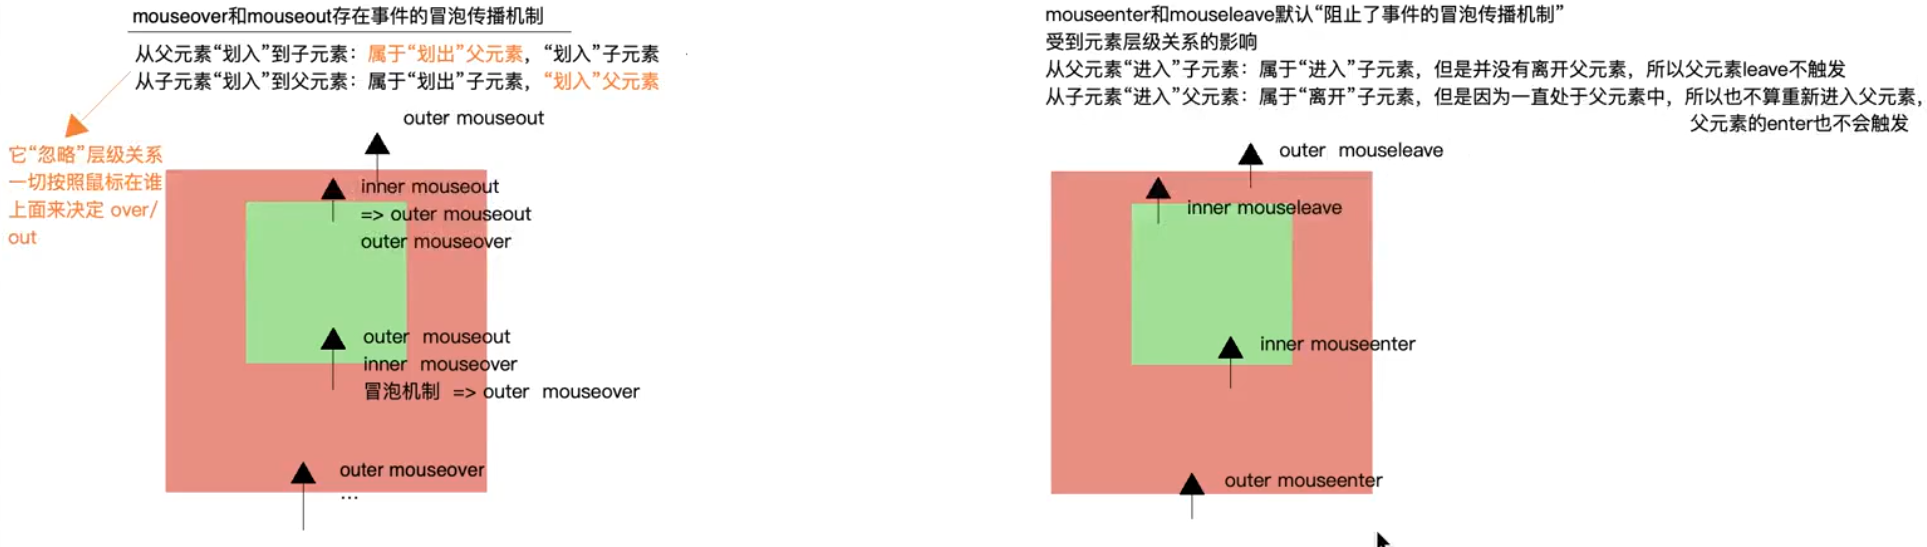 mouseover和mouseout存在事件的冒泡传播机制
从父元素“划入”到子元素：属于“划出”父元素，“划入”子元素
从子元素“划入”到父元素：属于“划出”子元素，“划入”父元素
它“忽略”层级关系
一切按照鼠标在谁
上面来决定 over/
out
outer mouseout
inner mouseout
=> outer mouseout
outer mouseover
outer mouseout
inner mouseover
冒泡机制 => outer mouseover
outer mouseover
...
mouseenter和mouseleave默认“阻止了事件的冒泡传播机制”
受到元素层级关系的影响
从父元素“进入”子元素：属于“进入”子元素，但是并没有离开父元素，所以父元素leave不触发
从子元素“进入”父元素：属于“离开”子元素，但是因为一直处于父元素中，所以也不算重新进入父元素，
父元素的enter也不会触发
outer mouseleave
inner mouseleave
inner mouseenter
outer mouseenter